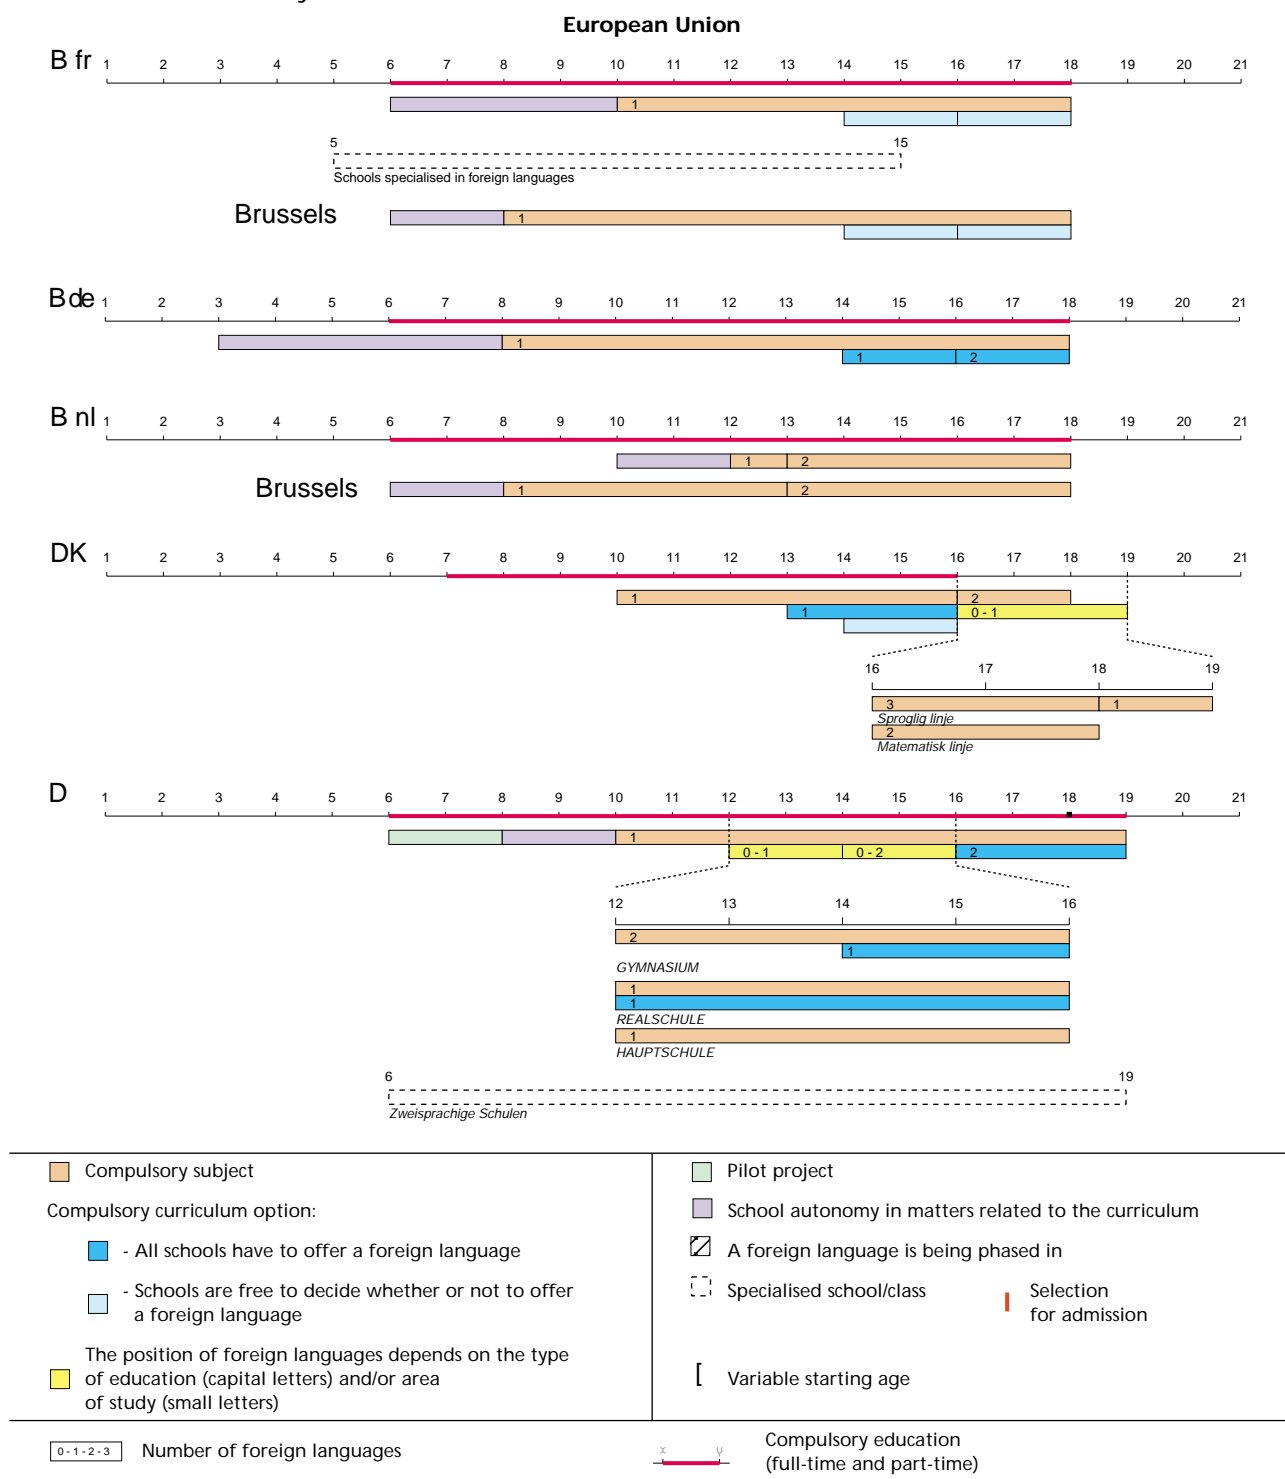 European Union
B fr 1 2 3 4 5 6 7 8 9 10 11 12 13 14 15 16 17 18 19 20 21
1
5 15
Schools specialised in foreign languages
Brussels 1
B de 1 2 3 4 5 6 7 8 9 10 11 12 13 14 15 16 17 18 19 20 21
1
1 2
B nl 1 2 3 4 5 6 7 8 9 10 11 12 13 14 15 16 17 18 19 20 21
1 2
Brussels 1 2
DK 1 2 3 4 5 6 7 8 9 10 11 12 13 14 15 16 17 18 19 20 21
1 2
1 0 - 1
16 17 18 19
3 1
Sproglig linje
2
Matematisk linje
D 1 2 3 4 5 6 7 8 9 10 11 12 13 14 15 16 17 18 19 20 21
1
0 - 1 0 - 2 2
12 13 14 15 16
2
1
GYMNASIUM
1
1
REALSCHULE
1
HAUPTSCHULE
6 19
Zweisprachige Schulen
Compulsory subject
Compulsory curriculum option:
- All schools have to offer a foreign language
- Schools are free to decide whether or not to offer
a foreign language
The position of foreign languages depends on the type
of education (capital letters) and/or area
of study (small letters)
Pilot project
School autonomy in matters related to the curriculum
A foreign language is being phased in
Specialised school/class
Selection
for admission
[ Variable starting age
0 - 1 - 2 - 3 Number of foreign languages
x y Compulsory education
(full-time and part-time)